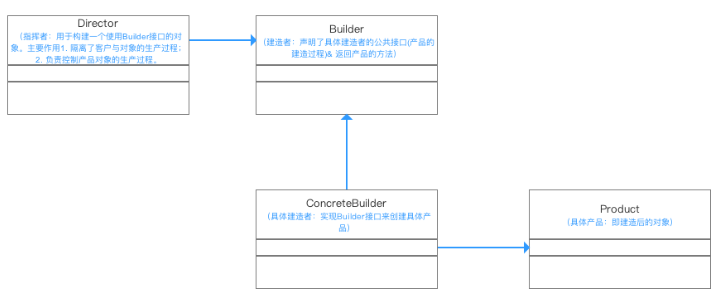 Director
（指挥者：用于构建一个使用Builder接口的对
象。主要作用1. 隔离了客户与对象的生产过程；
2. 负责控制产品对象的生产过程。
Builder
（建造者：声明了具体建造者的公共接口(产品的
建造过程)& 返回产品的方法）
ConcreteBuilder
（具体建造者：实现Builder接口来创建具体产
品）
Product
（具体产品：即建造后的对象）